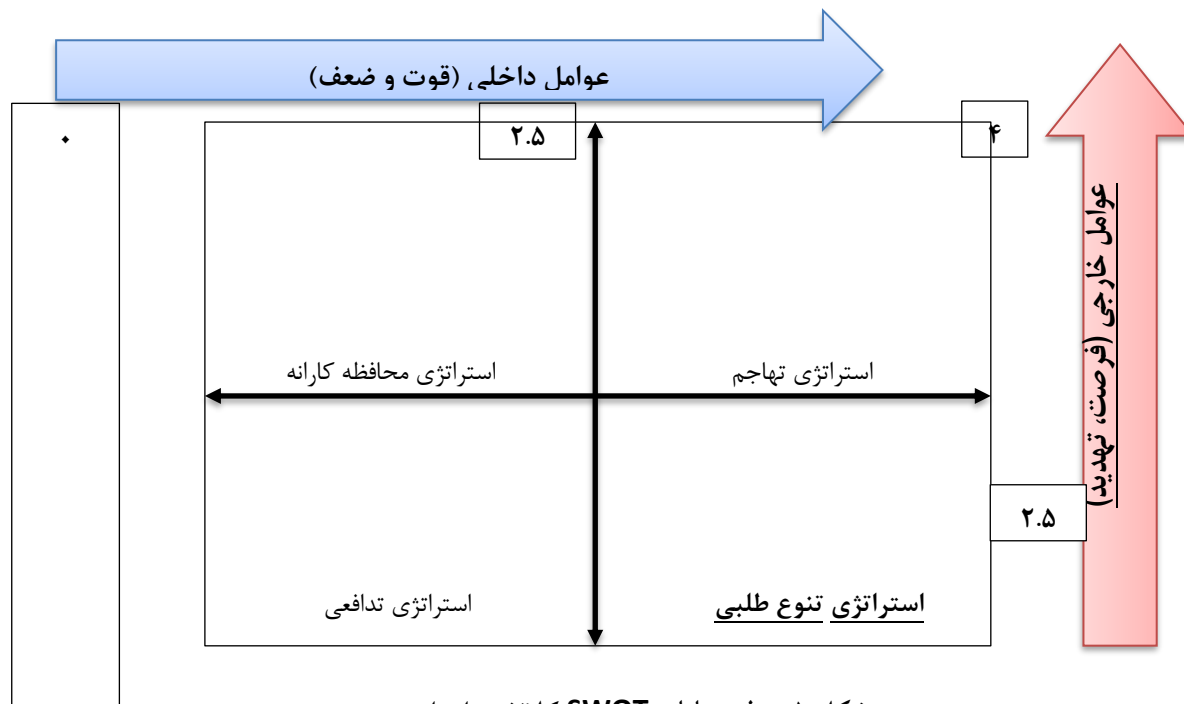 عوامل داخلی (قوت و ضعف)
۰
۲.۵
۴
عوامل خارجی (فرصت، تهدید)
استراتژی تهاجم
استراتژی محافظه کارانه
۲.۵
استراتژی تنوع طلبی
استراتژی تدافعی
SWOT